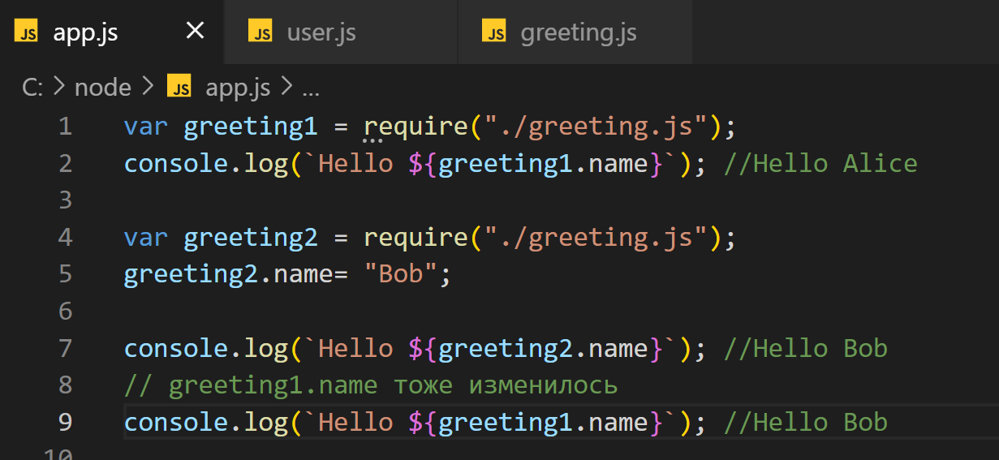 JS app.js × JS user.js JS greeting.js
C: > node > JS app.js > ...
1 var greeting1 = require("./greeting.js");
2 console.log(`Hello ${greeting1.name}`); //Hello Alice
3
4 var greeting2 = require("./greeting.js");
5 greeting2.name= "Bob";
6
7 console.log(`Hello ${greeting2.name}`); //Hello Bob
8 // greeting1.name тоже изменилось
9 console.log(`Hello ${greeting1.name}`); //Hello Bob
10